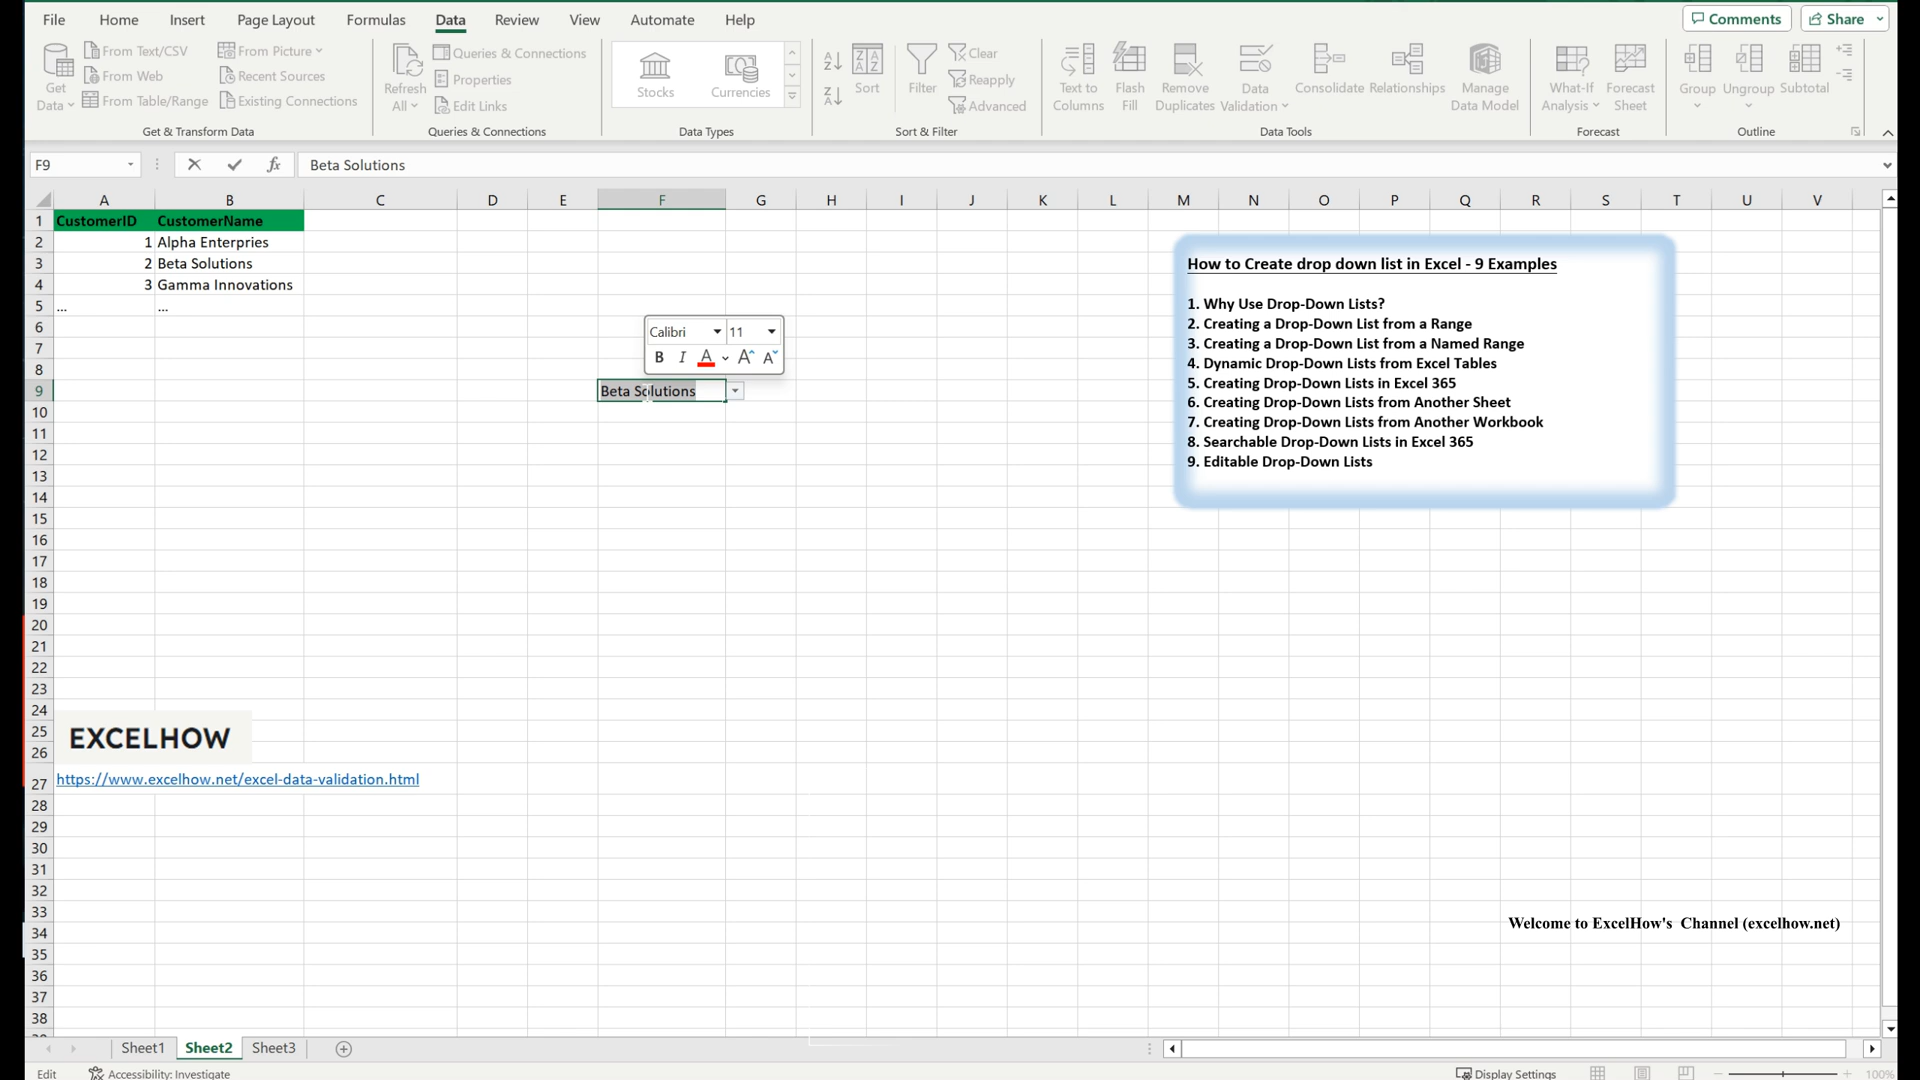 File Home Insert Page Layout Formulas Data Review View Automate Help Comments Share
Get Data
From Text/CSV
From Web
From Table/Range
From Picture
Recent Sources
Existing Connections
Get & Transform Data
Refresh All
Queries & Connections
Properties
Edit Links
Queries & Connections
Stocks
Currencies
Data Types
Sort
Filter
Clear
Reapply
Advanced
Sort & Filter
Text to Columns
Flash Fill
Remove Duplicates
Data Validation
Consolidate
Relationships
Manage Data Model
Data Tools
What-If Analysis
Forecast Sheet
Forecast
Group
Ungroup
Subtotal
Outline
F9 fx Beta Solutions
A B C D E F G H I J K L M N O P Q R S T U V
1 CustomerID CustomerName
2 1 Alpha Enterpries
3 2 Beta Solutions
4 3 Gamma Innovations
5 ... ...
6
7
8
9 Beta Solutions
10
11
12
13
14
15
16
17
18
19
20
21
22
23
24
25
26
27
28
29
30
31
32
33
34
35
36
37
38
Calibri 11
B I A A A
How to Create drop down list in Excel - 9 Examples
1. Why Use Drop-Down Lists?
2. Creating a Drop-Down List from a Range
3. Creating a Drop-Down List from a Named Range
4. Dynamic Drop-Down Lists from Excel Tables
5. Creating Drop-Down Lists in Excel 365
6. Creating Drop-Down Lists from Another Sheet
7. Creating Drop-Down Lists from Another Workbook
8. Searchable Drop-Down Lists in Excel 365
9. Editable Drop-Down Lists
EXCELHOW
https://www.excelhow.net/excel-data-validation.html
Welcome to ExcelHow's Channel (excelhow.net)
Sheet1 Sheet2 Sheet3
Edit Accessibility: Investigate Display Settings 100%